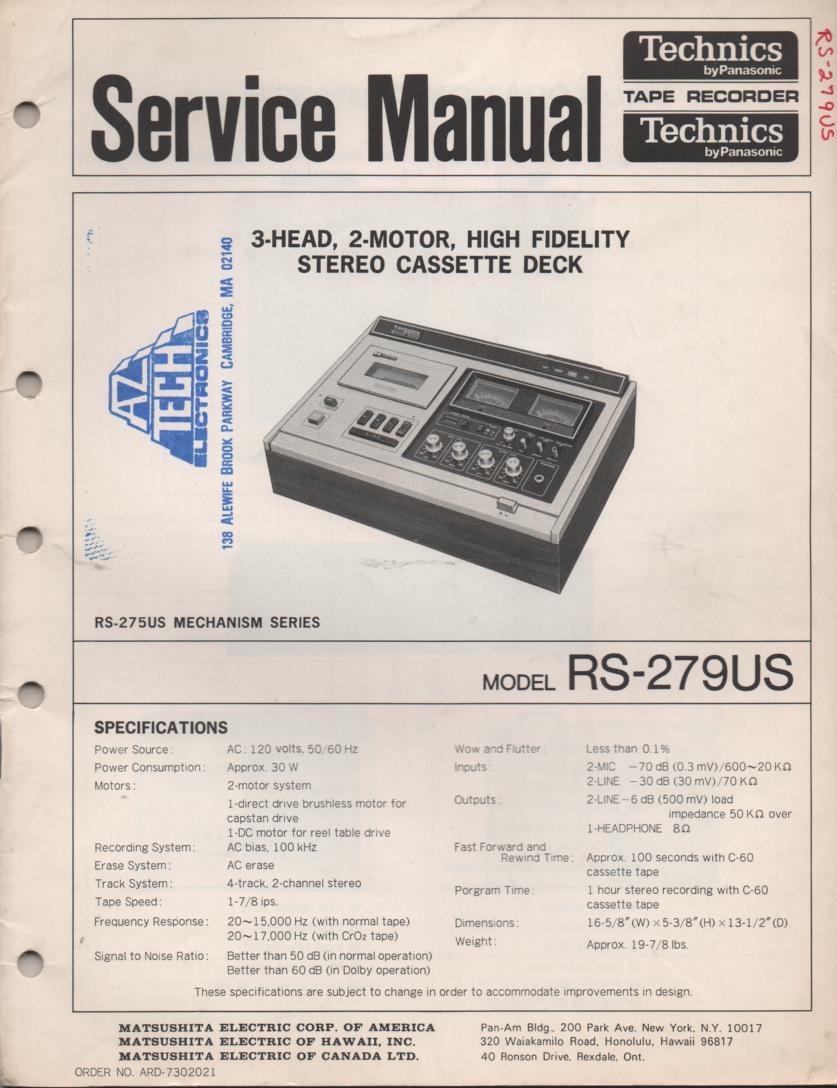 Service Manual
Technics
by Panasonic
TAPE RECORDER
Technics
by Panasonic
RS-279US
3-HEAD, 2-MOTOR, HIGH FIDELITY
STEREO CASSETTE DECK
AZ
TECH
ELECTRONICS
138 ALEWIFE BROOK PARKWAY CAMBRIDGE, MA 02140
Technics
RS-275US MECHANISM SERIES
MODEL RS-279US
SPECIFICATIONS
Power Source: AC: 120 volts, 50/60 Hz
Power Consumption: Approx. 30 W
Motors: 2-motor system
1-direct drive brushless motor for
capstan drive
1-DC motor for reel table drive
Recording System: AC bias, 100 kHz
Erase System: AC erase
Track System: 4-track, 2-channel stereo
Tape Speed: 1-7/8 ips.
Frequency Response: 20~15,000 Hz (with normal tape)
20~17,000 Hz (with CrO₂ tape)
Signal to Noise Ratio: Better than 50 dB (in normal operation)
Better than 60 dB (in Dolby operation)
Wow and Flutter: Less than 0.1%
Inputs: 2-MIC −70 dB (0.3 mV)/600~20 KΩ
2-LINE −30 dB (30 mV)/70 KΩ
Outputs: 2-LINE−6 dB (500 mV) load
impedance 50 KΩ over
1-HEADPHONE 8Ω
Fast Forward and
Rewind Time: Approx. 100 seconds with C-60
cassette tape
Porgram Time: 1 hour stereo recording with C-60
cassette tape
Dimensions: 16-5/8″(W)×5-3/8″(H)×13-1/2″(D)
Weight: Approx. 19-7/8 lbs.
These specifications are subject to change in order to accommodate improvements in design.
MATSUSHITA ELECTRIC CORP. OF AMERICA
MATSUSHITA ELECTRIC OF HAWAII, INC.
MATSUSHITA ELECTRIC OF CANADA LTD.
Pan-Am Bldg., 200 Park Ave. New York, N.Y. 10017
320 Waiakamilo Road, Honolulu, Hawaii 96817
40 Ronson Drive, Rexdale, Ont.
ORDER NO. ARD-7302021